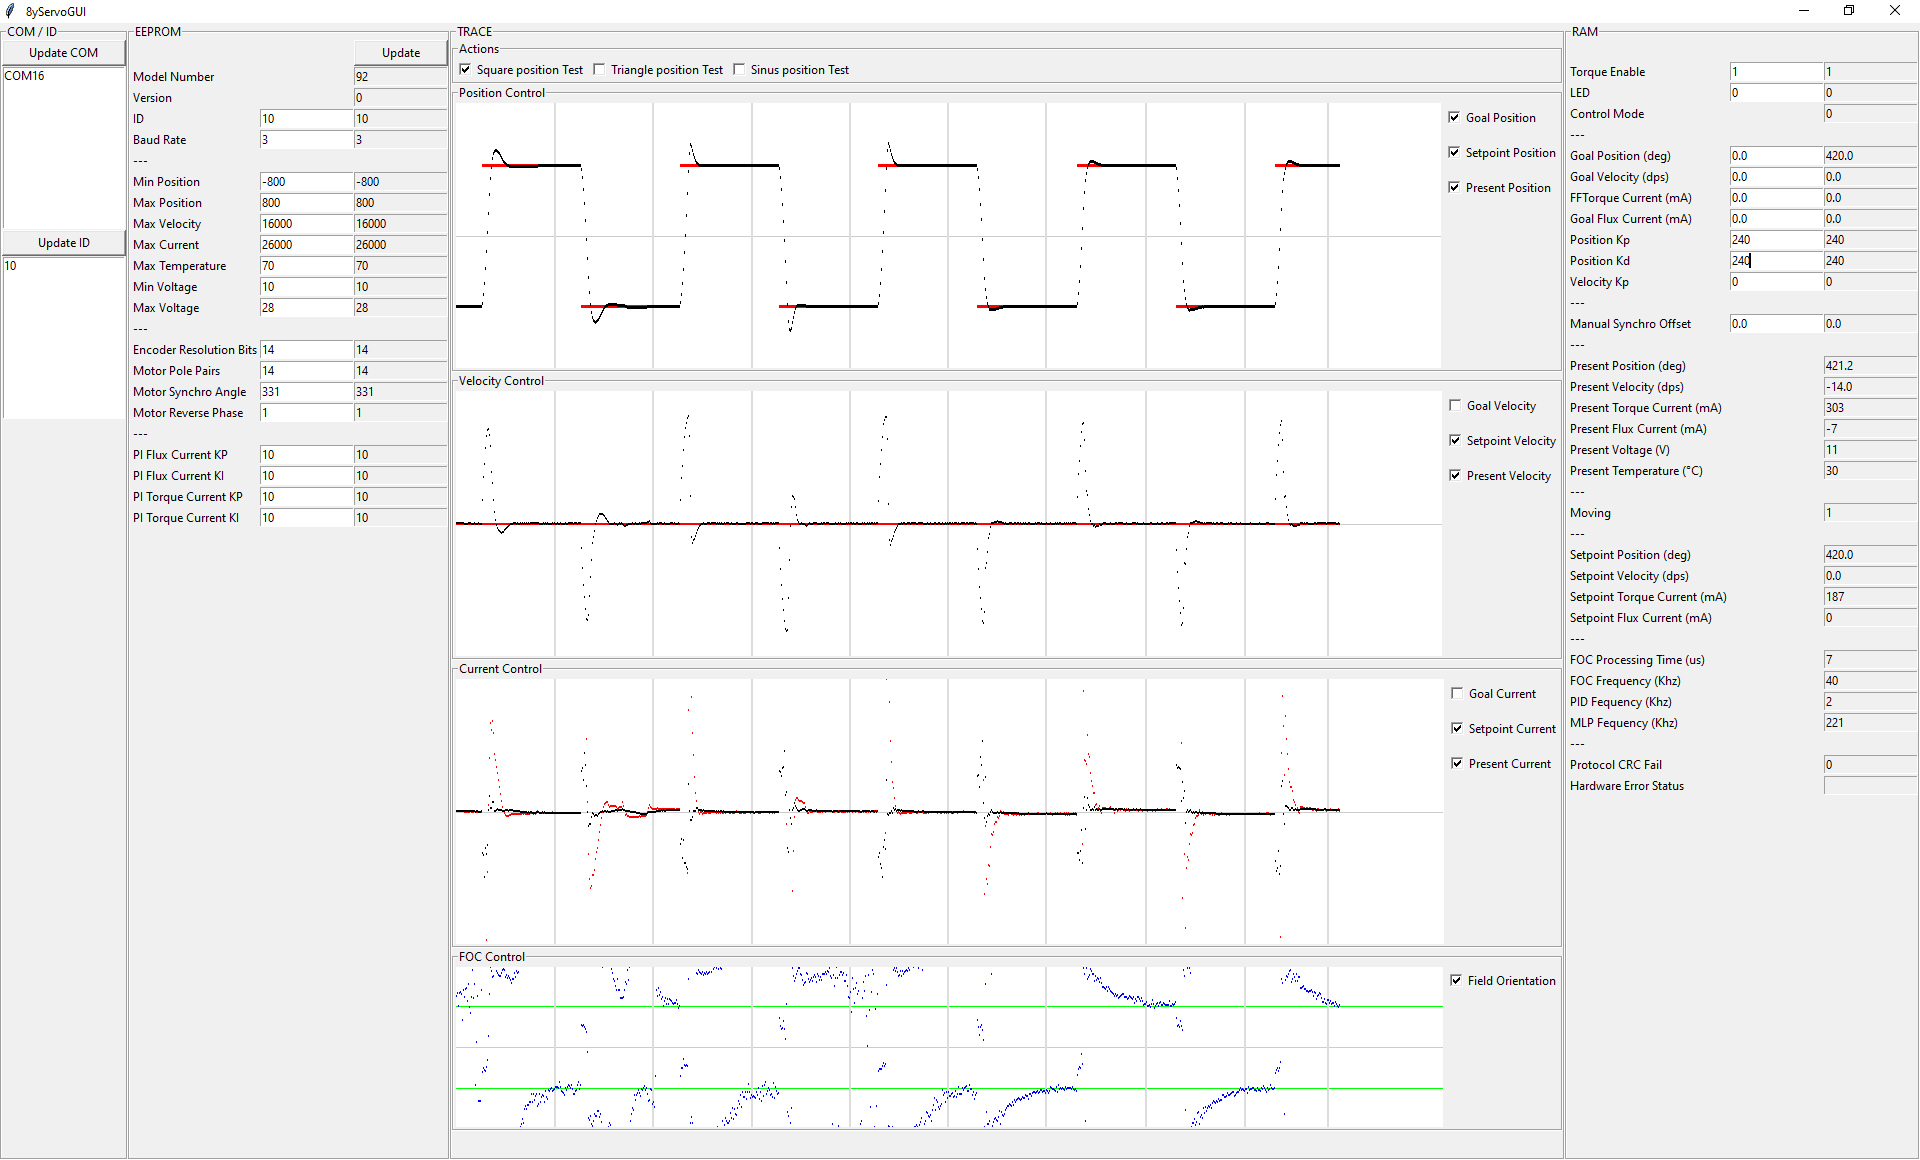 8yServoGUI
COM / ID
Update COM
COM16
Update ID
10
EEPROM
Update
Model Number 92
Version 0
ID 10 10
Baud Rate 3 3
---
Min Position -800 -800
Max Position 800 800
Max Velocity 16000 16000
Max Current 26000 26000
Max Temperature 70 70
Min Voltage 10 10
Max Voltage 28 28
---
Encoder Resolution Bits 14 14
Motor Pole Pairs 14 14
Motor Synchro Angle 331 331
Motor Reverse Phase 1 1
---
PI Flux Current KP 10 10
PI Flux Current KI 10 10
PI Torque Current KP 10 10
PI Torque Current KI 10 10
TRACE
Actions
Square position Test Triangle position Test Sinus position Test
Position Control
Goal Position
Setpoint Position
Present Position
Velocity Control
Goal Velocity
Setpoint Velocity
Present Velocity
Current Control
Goal Current
Setpoint Current
Present Current
FOC Control
Field Orientation
RAM
Torque Enable 1 1
LED 0 0
Control Mode 0
---
Goal Position (deg) 0.0 420.0
Goal Velocity (dps) 0.0 0.0
FFTorque Current (mA) 0.0 0.0
Goal Flux Current (mA) 0.0 0.0
Position Kp 240 240
Position Kd 240 240
Velocity Kp 0 0
---
Manual Synchro Offset 0.0 0.0
---
Present Position (deg) 421.2
Present Velocity (dps) -14.0
Present Torque Current (mA) 303
Present Flux Current (mA) -7
Present Voltage (V) 11
Present Temperature (°C) 30
---
Moving 1
---
Setpoint Position (deg) 420.0
Setpoint Velocity (dps) 0.0
Setpoint Torque Current (mA) 187
Setpoint Flux Current (mA) 0
---
FOC Processing Time (us) 7
FOC Frequency (Khz) 40
PID Fequency (Khz) 2
MLP Fequency (Khz) 221
---
Protocol CRC Fail 0
Hardware Error Status